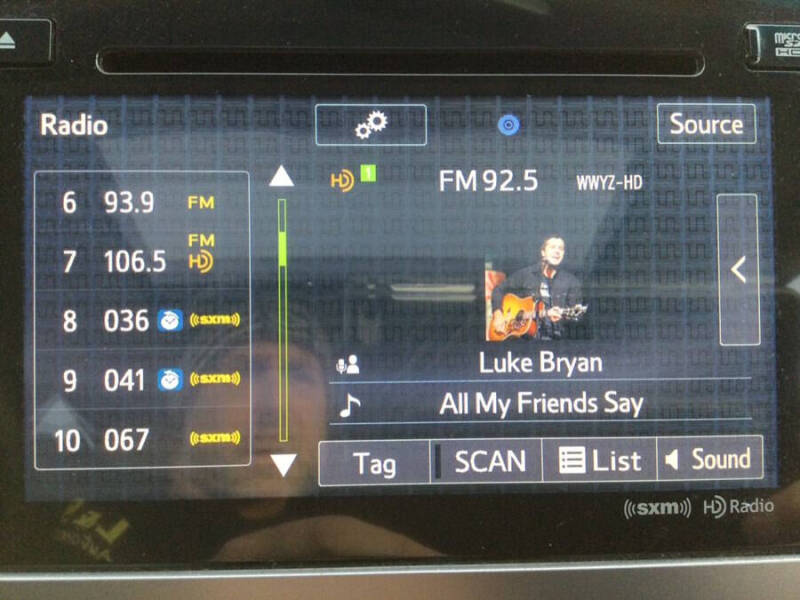 Radio
Source
HD 1 FM 92.5 WWYZ-HD
6 93.9 FM
7 106.5 FM HD
8 036 ((sxm))
9 041 ((sxm))
10 067 ((sxm))
Luke Bryan
All My Friends Say
Tag SCAN List Sound
((sxm)) HD Radio
micro